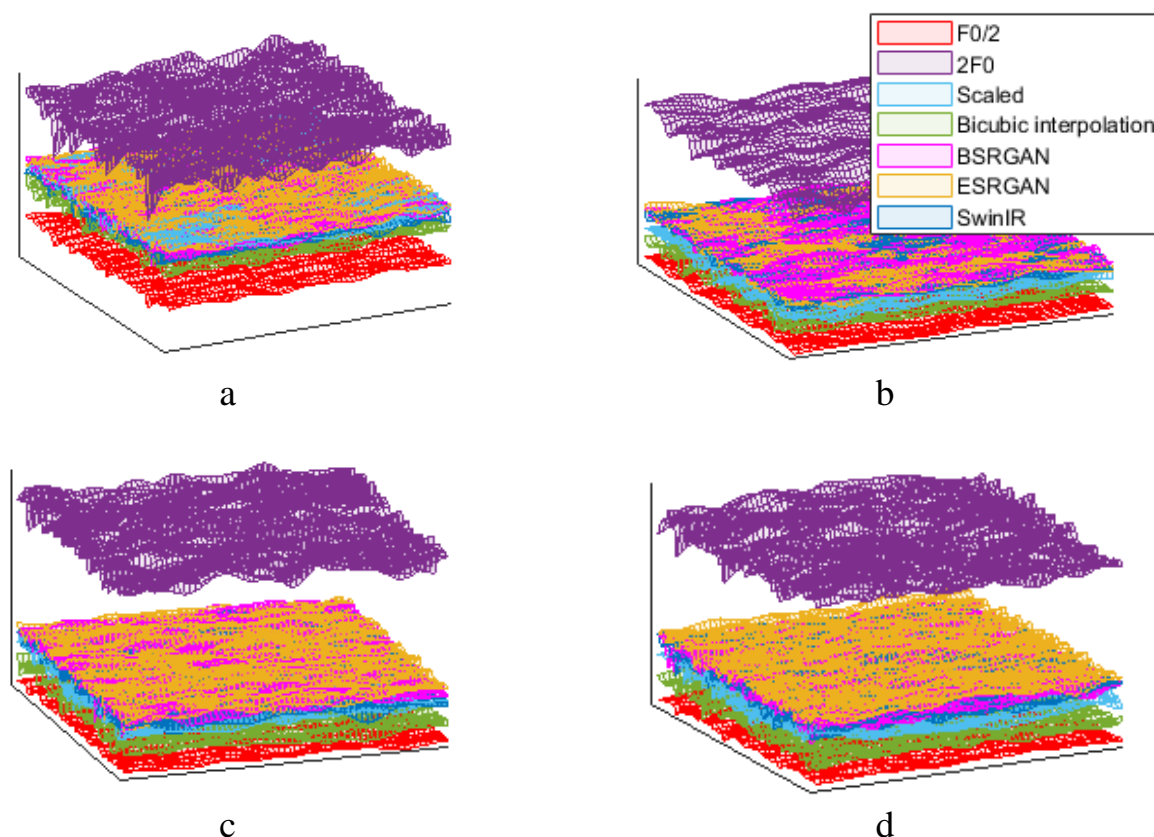 F0/2
2F0
Scaled
Bicubic interpolation
BSRGAN
ESRGAN
SwinIR
a
b
c
d